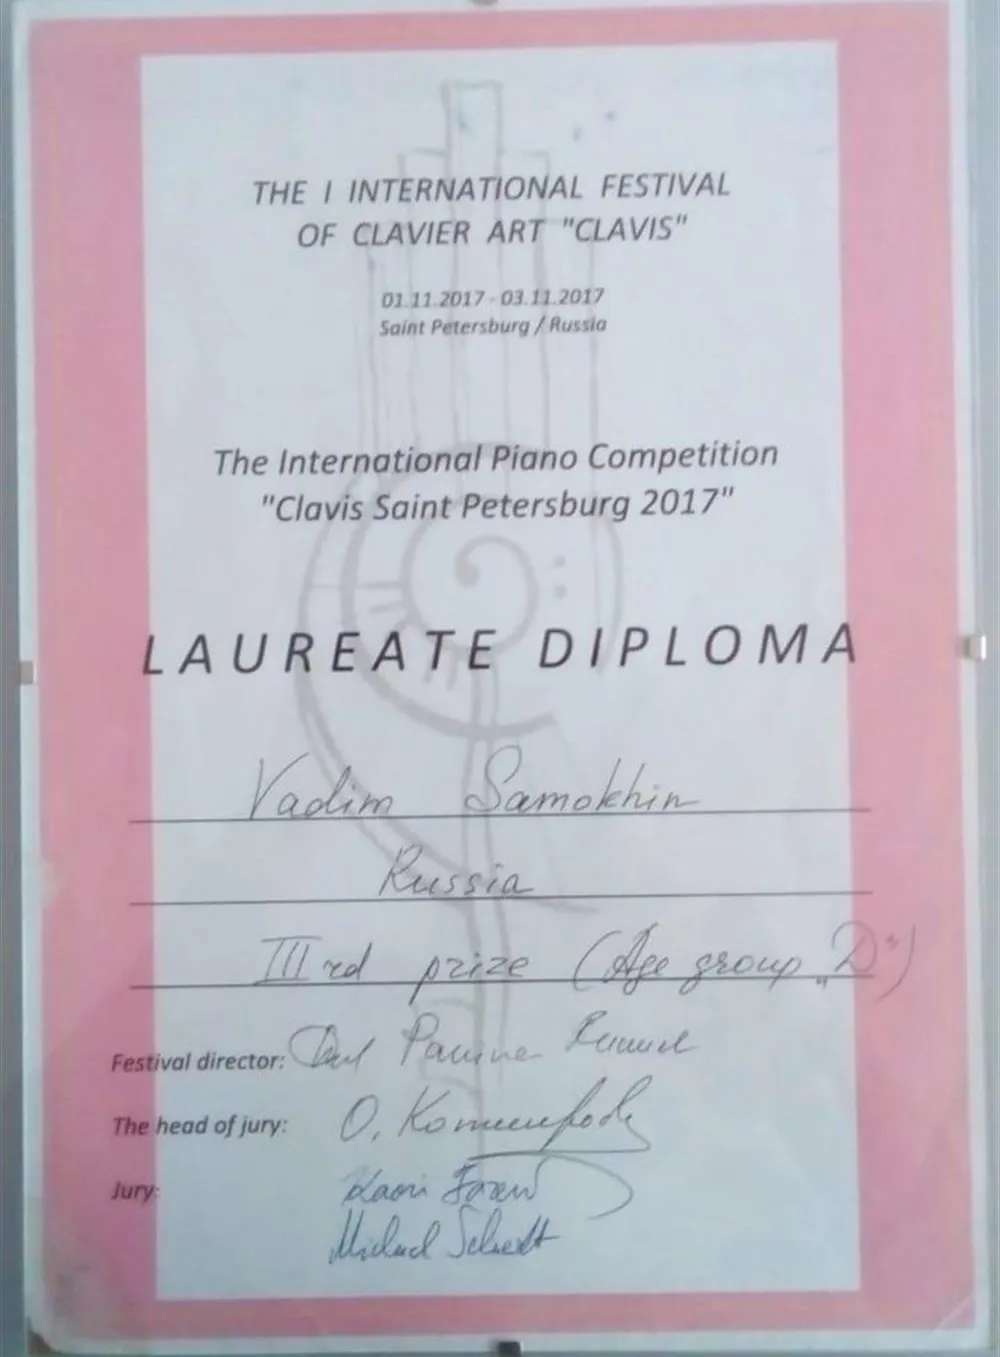 THE I INTERNATIONAL FESTIVAL
OF CLAVIER ART "CLAVIS"
01.11.2017 - 03.11.2017
Saint Petersburg / Russia
The International Piano Competition
"Clavis Saint Petersburg 2017"
LAUREATE DIPLOMA
Vadim Samokhin
Russia
III rd prize (Age group „D")
Festival director:
The head of jury: O.
Jury: Kaori
Michael